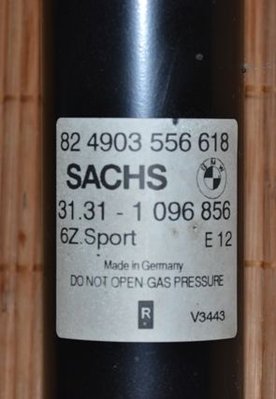 82 4903 556 618
SACHS
BMW
31.31 - 1 096 856
6Z.Sport E 12
Made in Germany
DO NOT OPEN GAS PRESSURE
R V3443